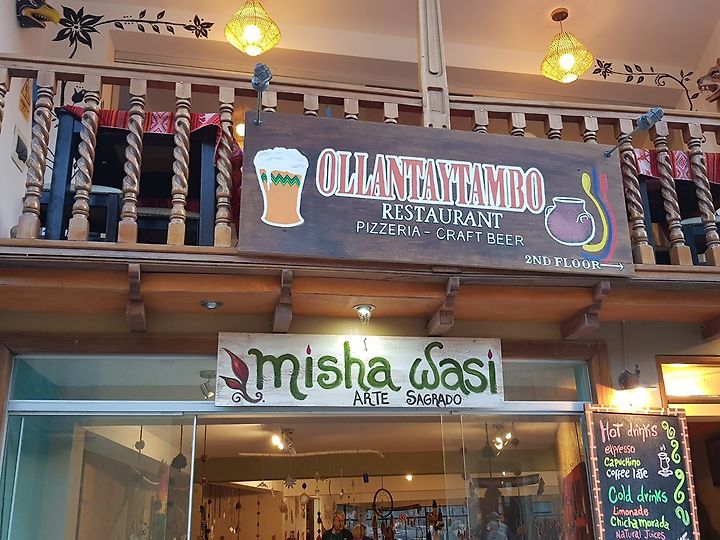 OLLANTAYTAMBO
RESTAURANT
PIZZERIA - CRAFT BEER
2ND FLOOR
misha wasi
ARTE SAGRADO
Hot drinks
espresso
Capuchino
coffee late
Cold drinks
Limonade
Chicha morada
Natural Juices